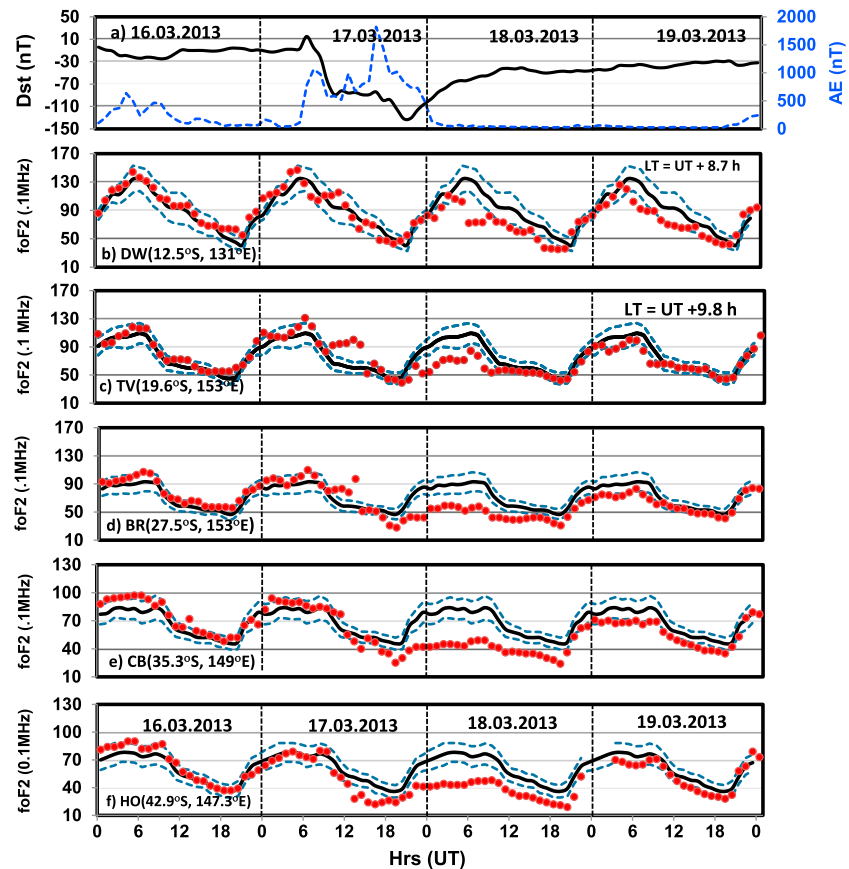 50
10
-30
-70
-110
-150
Dst (nT)
a) 16.03.2013
17.03.2013
18.03.2013
19.03.2013
2000
1500
1000
500
0
AE (nT)
170
130
90
50
10
foF2 (.1MHz)
LT = UT + 8.7 h
b) DW(12.5°S, 131°E)
170
130
90
50
10
foF2 (.1 MHz)
LT = UT +9.8 h
c) TV(19.6°S, 153°E)
170
130
90
50
10
foF2 (.1MHz)
d) BR(27.5°S, 153°E)
130
100
70
40
10
foF2 (.1MHz)
e) CB(35.3°S, 149°E)
130
100
70
40
10
foF2 (0.1MHz)
16.03.2013
17.03.2013
18.03.2013
19.03.2013
f) HO(42.9°S, 147.3°E)
0 6 12 18 0 6 12 18 0 6 12 18 0 6 12 18 0
Hrs (UT)